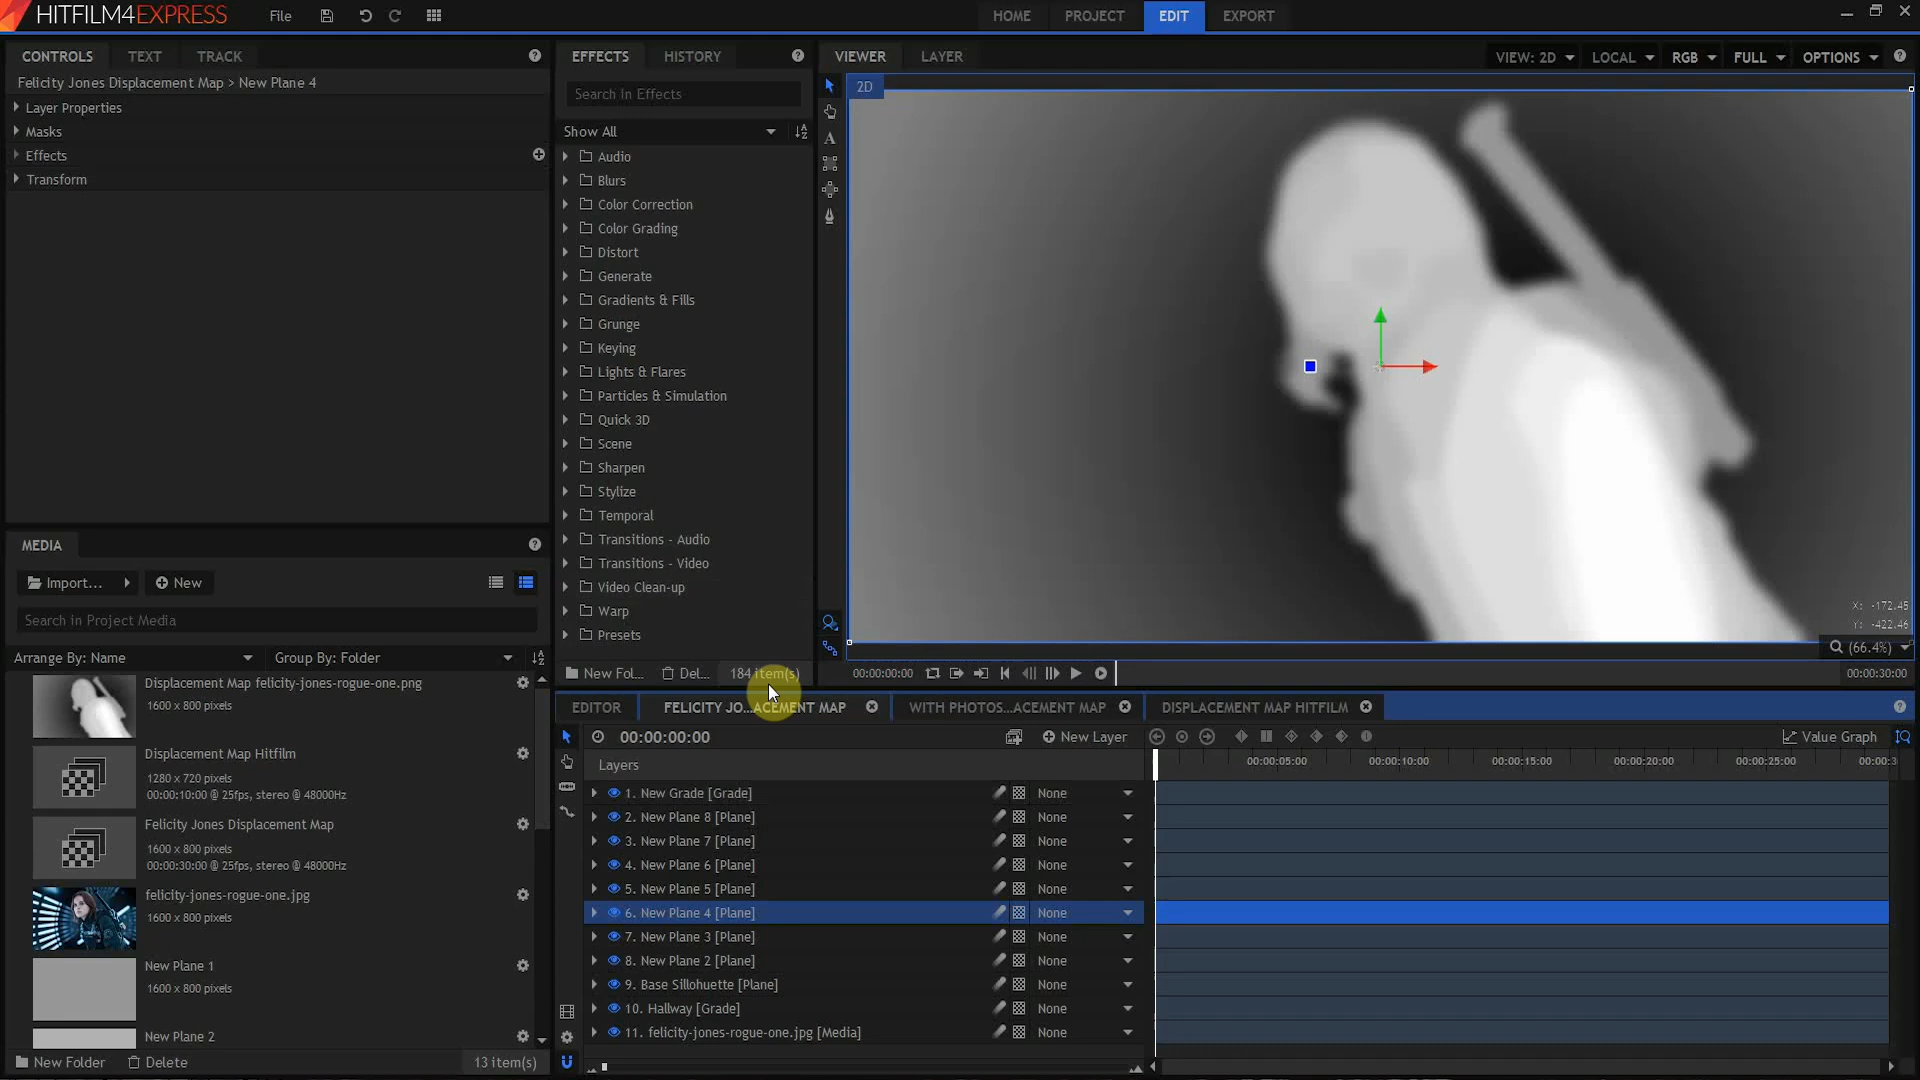 HITFILM4EXPRESS File HOME PROJECT EDIT EXPORT
CONTROLS TEXT TRACK
Felicity Jones Displacement Map > New Plane 4
Layer Properties
Masks
Effects
Transform
EFFECTS HISTORY
Search In Effects
Show All
Audio
Blurs
Color Correction
Color Grading
Distort
Generate
Gradients & Fills
Grunge
Keying
Lights & Flares
Particles & Simulation
Quick 3D
Scene
Sharpen
Stylize
Temporal
Transitions - Audio
Transitions - Video
Video Clean-up
Warp
Presets
New Fol... Del... 184 item(s)
VIEWER LAYER VIEW: 2D LOCAL RGB FULL OPTIONS
2D
X: -172.45
Y: -422.46
(66.4%)
00:00:00:00 00:00:30:00
MEDIA
Import... New
Search in Project Media
Arrange By: Name Group By: Folder
Displacement Map felicity-jones-rogue-one.png
1600 x 800 pixels
Displacement Map Hitfilm
1280 x 720 pixels
00:00:10:00 @ 25fps, stereo @ 48000Hz
Felicity Jones Displacement Map
1600 x 800 pixels
00:00:30:00 @ 25fps, stereo @ 48000Hz
felicity-jones-rogue-one.jpg
1600 x 800 pixels
New Plane 1
1600 x 800 pixels
New Plane 2
New Folder Delete 13 item(s)
EDITOR FELICITY JO...ACEMENT MAP WITH PHOTOS...ACEMENT MAP DISPLACEMENT MAP HITFILM
00:00:00:00 New Layer Value Graph
Layers 00:00:05:00 00:00:10:00 00:00:15:00 00:00:20:00 00:00:25:00 00:00:3
1. New Grade [Grade] None
2. New Plane 8 [Plane] None
3. New Plane 7 [Plane] None
4. New Plane 6 [Plane] None
5. New Plane 5 [Plane] None
6. New Plane 4 [Plane] None
7. New Plane 3 [Plane] None
8. New Plane 2 [Plane] None
9. Base Sillohuette [Plane] None
10. Hallway [Grade] None
11. felicity-jones-rogue-one.jpg [Media] None